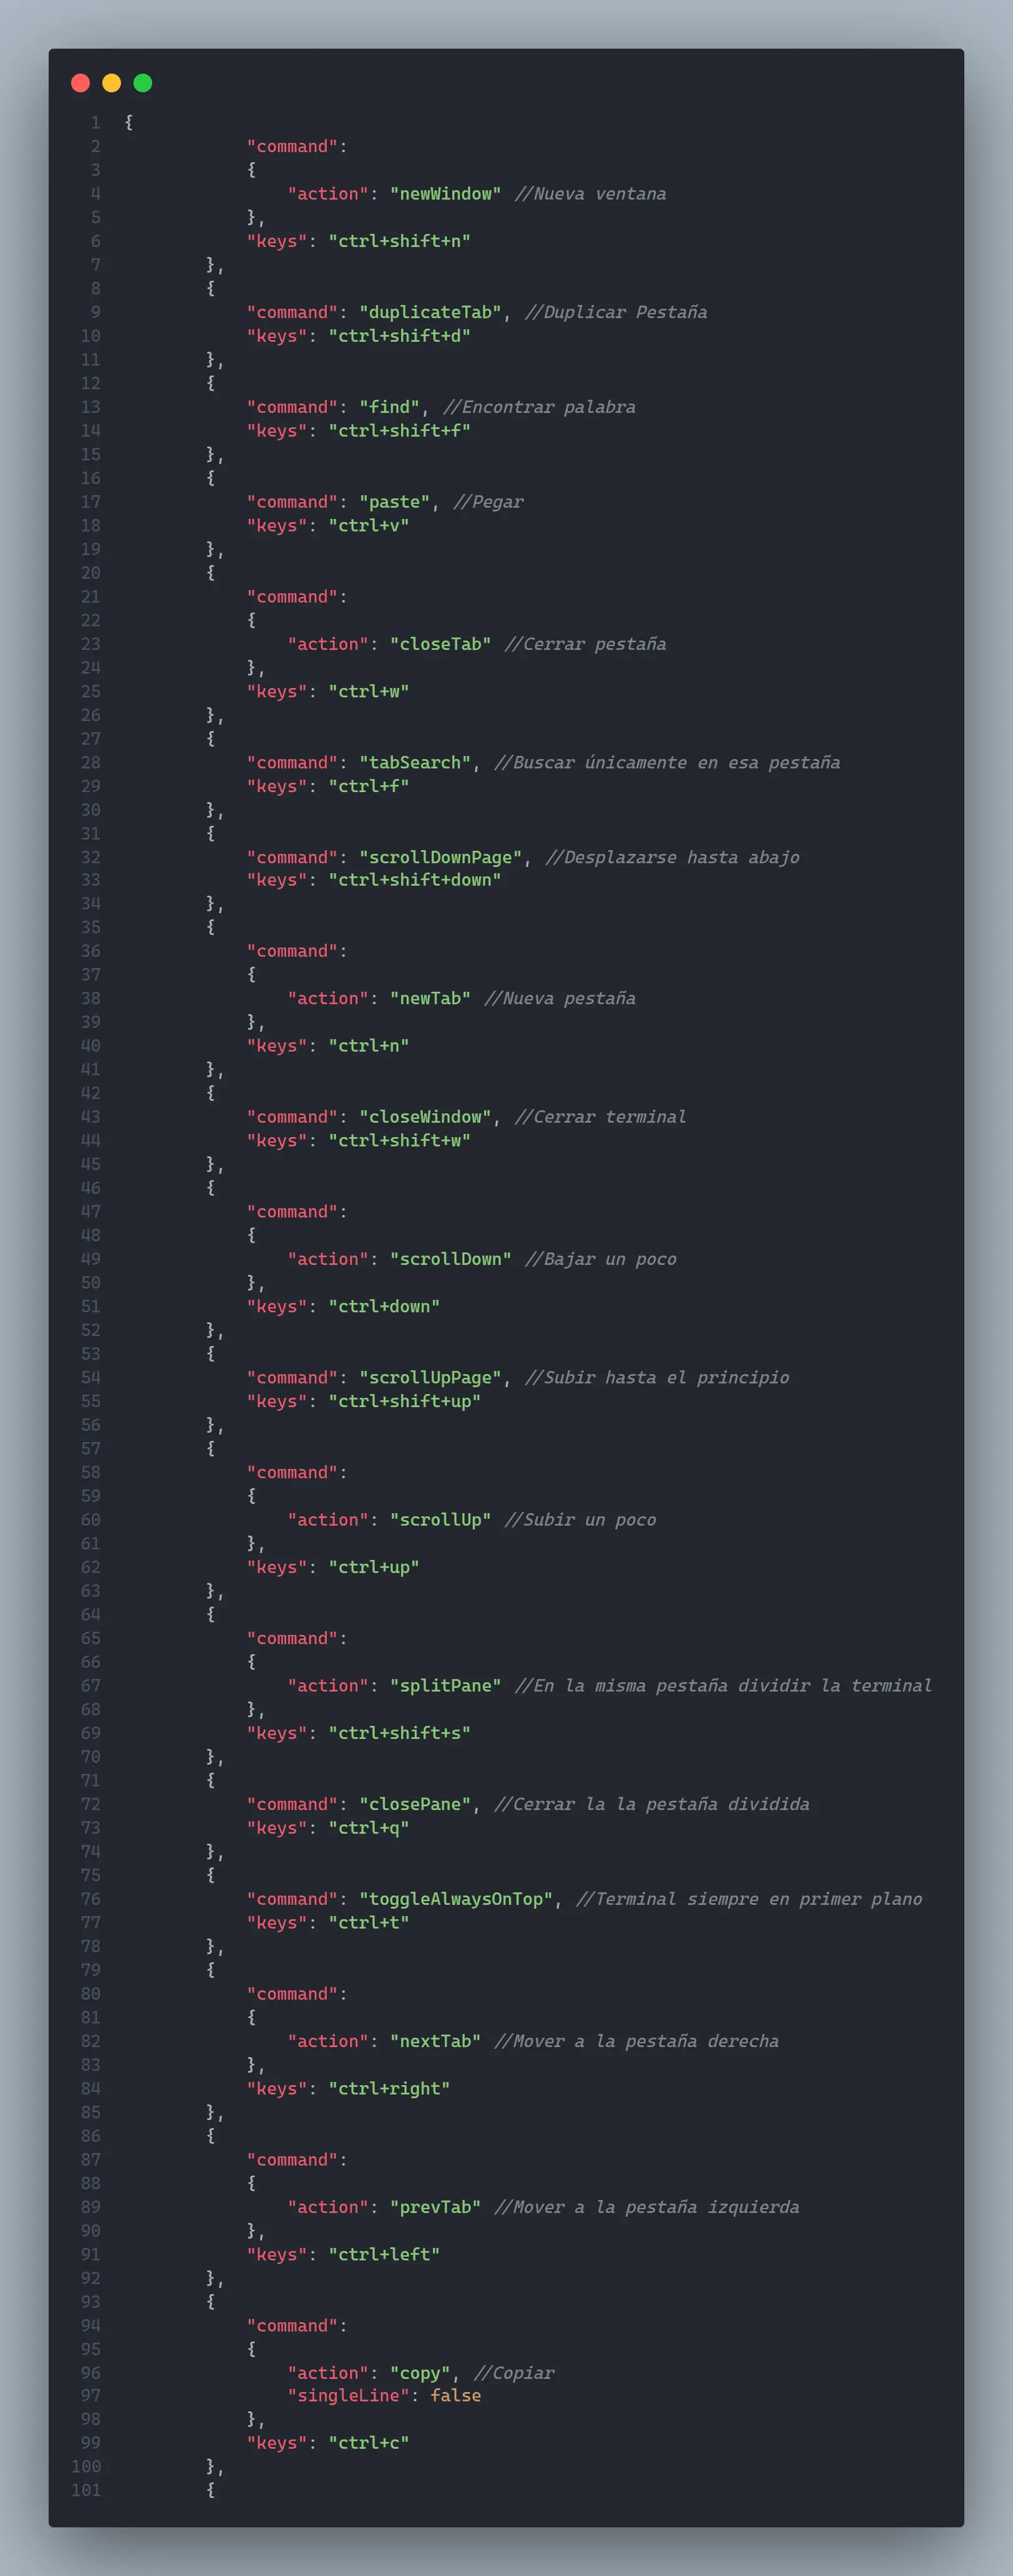 1 {
2 "command":
3 {
4 "action": "newWindow" //Nueva ventana
5 },
6 "keys": "ctrl+shift+n"
7 },
8 {
9 "command": "duplicateTab", //Duplicar Pestaña
10 "keys": "ctrl+shift+d"
11 },
12 {
13 "command": "find", //Encontrar palabra
14 "keys": "ctrl+shift+f"
15 },
16 {
17 "command": "paste", //Pegar
18 "keys": "ctrl+v"
19 },
20 {
21 "command":
22 {
23 "action": "closeTab" //Cerrar pestaña
24 },
25 "keys": "ctrl+w"
26 },
27 {
28 "command": "tabSearch", //Buscar únicamente en esa pestaña
29 "keys": "ctrl+f"
30 },
31 {
32 "command": "scrollDownPage", //Desplazarse hasta abajo
33 "keys": "ctrl+shift+down"
34 },
35 {
36 "command":
37 {
38 "action": "newTab" //Nueva pestaña
39 },
40 "keys": "ctrl+n"
41 },
42 {
43 "command": "closeWindow", //Cerrar terminal
44 "keys": "ctrl+shift+w"
45 },
46 {
47 "command":
48 {
49 "action": "scrollDown" //Bajar un poco
50 },
51 "keys": "ctrl+down"
52 },
53 {
54 "command": "scrollUpPage", //Subir hasta el principio
55 "keys": "ctrl+shift+up"
56 },
57 {
58 "command":
59 {
60 "action": "scrollUp" //Subir un poco
61 },
62 "keys": "ctrl+up"
63 },
64 {
65 "command":
66 {
67 "action": "splitPane" //En la misma pestaña dividir la terminal
68 },
69 "keys": "ctrl+shift+s"
70 },
71 {
72 "command": "closePane", //Cerrar la la pestaña dividida
73 "keys": "ctrl+q"
74 },
75 {
76 "command": "toggleAlwaysOnTop", //Terminal siempre en primer plano
77 "keys": "ctrl+t"
78 },
79 {
80 "command":
81 {
82 "action": "nextTab" //Mover a la pestaña derecha
83 },
84 "keys": "ctrl+right"
85 },
86 {
87 "command":
88 {
89 "action": "prevTab" //Mover a la pestaña izquierda
90 },
91 "keys": "ctrl+left"
92 },
93 {
94 "command":
95 {
96 "action": "copy", //Copiar
97 "singleLine": false
98 },
99 "keys": "ctrl+c"
100 },
101 {